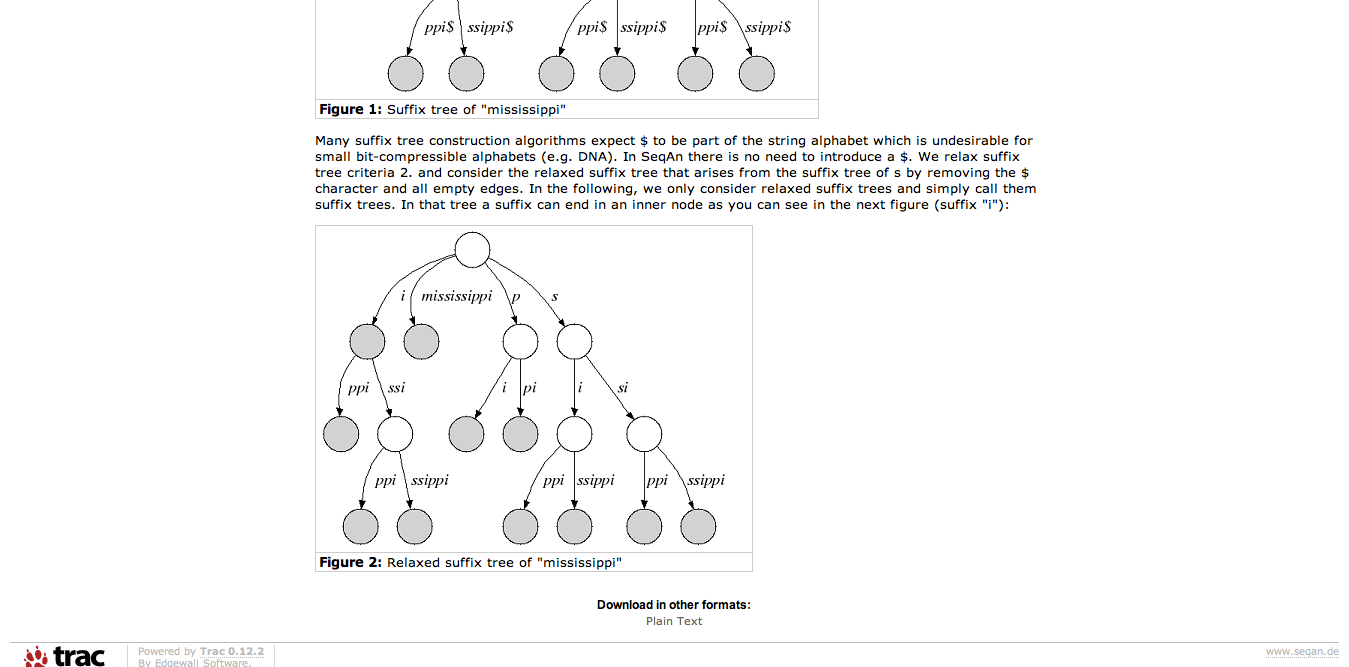 ppi$ ssippi$ ppi$ ssippi$ ppi$ ssippi$
Figure 1: Suffix tree of "mississippi"
Many suffix tree construction algorithms expect $ to be part of the string alphabet which is undesirable for
small bit-compressible alphabets (e.g. DNA). In SeqAn there is no need to introduce a $. We relax suffix
tree criteria 2. and consider the relaxed suffix tree that arises from the suffix tree of s by removing the $
character and all empty edges. In the following, we only consider relaxed suffix trees and simply call them
suffix trees. In that tree a suffix can end in an inner node as you can see in the next figure (suffix "i"):
i mississippi p s
ppi ssi i pi i si
ppi ssippi ppi ssippi ppi ssippi
Figure 2: Relaxed suffix tree of "mississippi"
Download in other formats:
Plain Text
trac
Powered by Trac 0.12.2
By Edgewall Software.
www.seqan.de